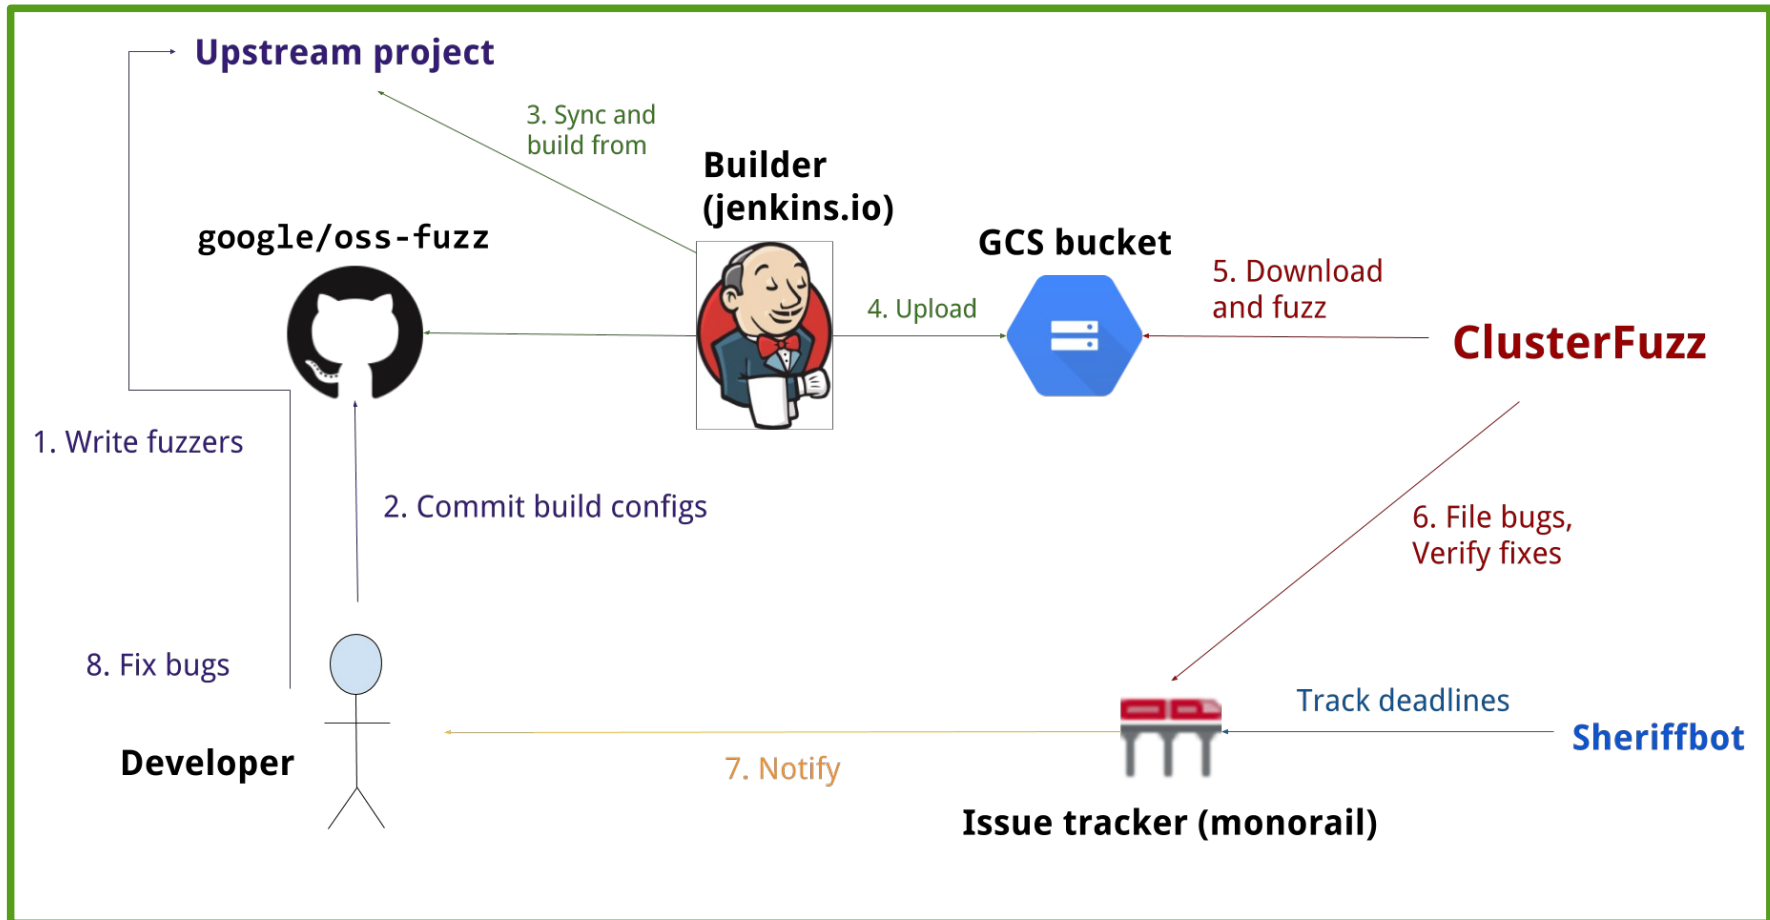 Upstream project
3. Sync and
build from
Builder
(jenkins.io)
google/oss-fuzz
GCS bucket
4. Upload
5. Download
and fuzz
ClusterFuzz
1. Write fuzzers
2. Commit build configs
6. File bugs,
Verify fixes
8. Fix bugs
Developer
7. Notify
Track deadlines
Sheriffbot
Issue tracker (monorail)